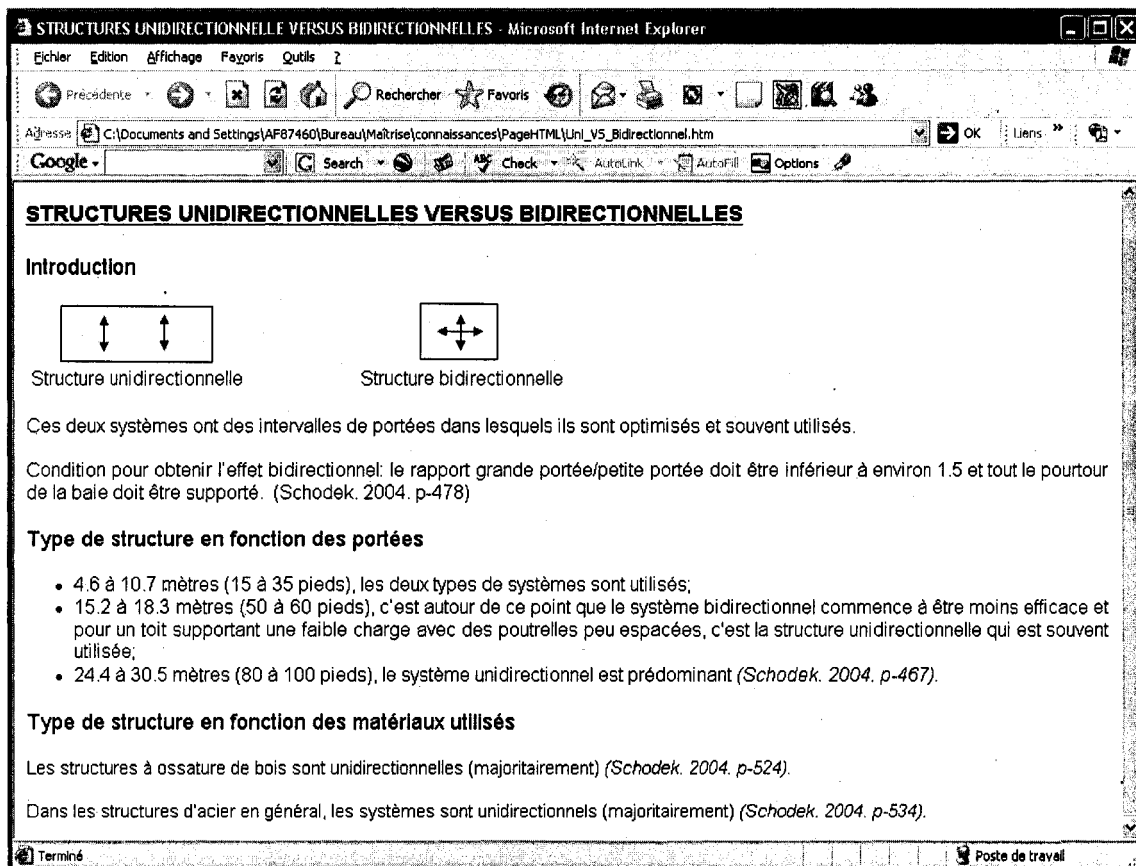 STRUCTURES UNIDIRECTIONNELLE VERSUS BIDIRECTIONNELLES - Microsoft Internet Explorer
Fichier Edition Affichage Favoris Outils ?
Précédente Rechercher Favoris
Adresse C:\Documents and Settings\AF87460\Bureau\Maîtrise\connaissances\PageHTML\Uni_VS_Bidirectionnel.htm OK Liens »
Google Search ABC Check AutoLink AutoFill Options
STRUCTURES UNIDIRECTIONNELLES VERSUS BIDIRECTIONNELLES
Introduction
Structure unidirectionnelle Structure bidirectionnelle
Ces deux systèmes ont des intervalles de portées dans lesquels ils sont optimisés et souvent utilisés.
Condition pour obtenir l'effet bidirectionnel: le rapport grande portée/petite portée doit être inférieur à environ 1.5 et tout le pourtour
de la baie doit être supporté. (Schodek. 2004. p-478)
Type de structure en fonction des portées
• 4.6 à 10.7 mètres (15 à 35 pieds), les deux types de systèmes sont utilisés;
• 15.2 à 18.3 mètres (50 à 60 pieds), c'est autour de ce point que le système bidirectionnel commence à être moins efficace et
pour un toit supportant une faible charge avec des poutrelles peu espacées, c'est la structure unidirectionnelle qui est souvent
utilisée;
• 24.4 à 30.5 mètres (80 à 100 pieds), le système unidirectionnel est prédominant (Schodek. 2004. p-467).
Type de structure en fonction des matériaux utilisés
Les structures à ossature de bois sont unidirectionnelles (majoritairement) (Schodek. 2004. p-524).
Dans les structures d'acier en général, les systèmes sont unidirectionnels (majoritairement) (Schodek. 2004. p-534).
Terminé Poste de travail